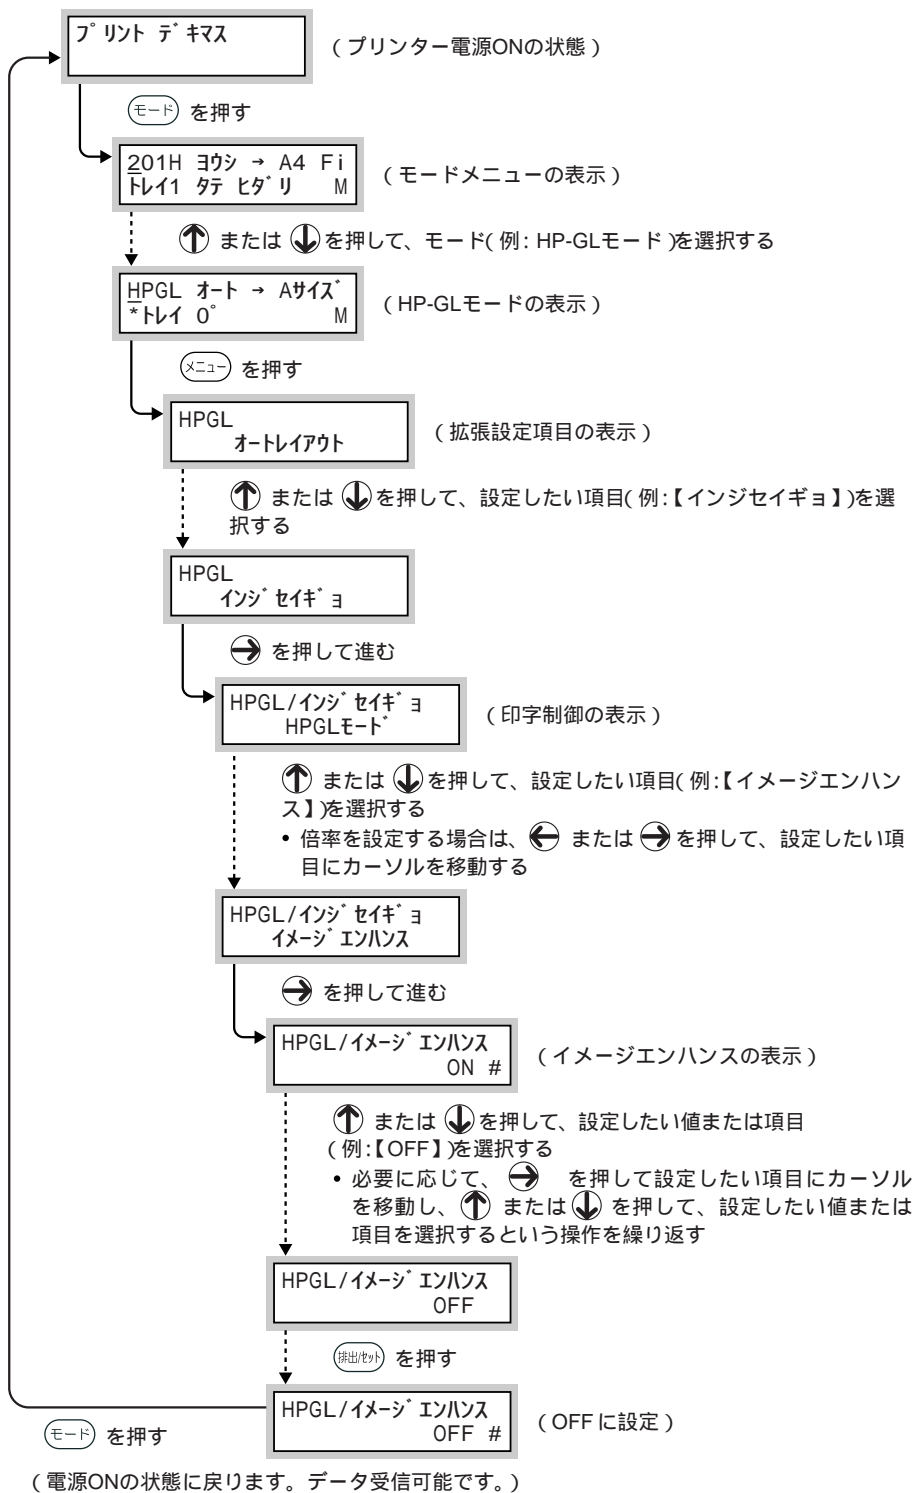 プリント デキマス
(プリンター電源ONの状態)
モード を押す
201H ヨウシ → A4 Fi
トレイ1 タテ ヒダリ M
(モードメニューの表示)
↑ または ↓ を押して、モード(例:HP-GLモード)を選択する
HPGL オート → Aサイズ
*トレイ 0° M
(HP-GLモードの表示)
メニュー を押す
HPGL
オートレイアウト
(拡張設定項目の表示)
↑ または ↓ を押して、設定したい項目(例:【インジセイギョ】)を選
択する
HPGL
インジセイギョ
→ を押して進む
HPGL/インジセイギョ
HPGLモード
(印字制御の表示)
↑ または ↓ を押して、設定したい項目(例:【イメージエンハン
ス】)を選択する
• 倍率を設定する場合は、← または → を押して、設定したい項
目にカーソルを移動する
HPGL/インジセイギョ
イメージエンハンス
→ を押して進む
HPGL/イメージエンハンス
ON #
(イメージエンハンスの表示)
↑ または ↓ を押して、設定したい値または項目
(例:【OFF】)を選択する
• 必要に応じて、→ を押して設定したい項目にカーソル
を移動し、↑ または ↓ を押して、設定したい値または
項目を選択するという操作を繰り返す
HPGL/イメージエンハンス
OFF
排出/セット を押す
HPGL/イメージエンハンス
OFF #
(OFFに設定)
モード を押す
(電源ONの状態に戻ります。データ受信可能です。)